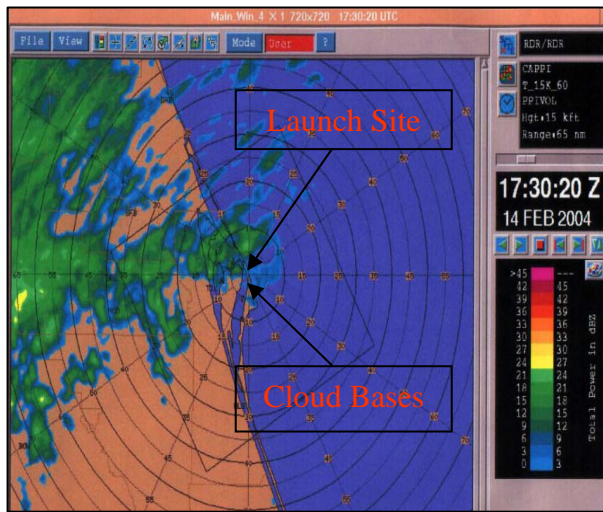 Main_Win_4 X 1 720x720 17:30:20 UTC
File View Mode User ?
RDR/RDR
CAPPI
T_15K_60
PPIVOL
Hgt:15 kft
Range:65 nm
Launch Site
17:30:20 Z
14 FEB 2004
Cloud Bases
>45 ---
42 45
39 42
36 39
33 36
30 33
27 30
24 27
21 24
18 21
15 18
12 15
9 12
6 9
3 6
0 3
Total Power in dBZ